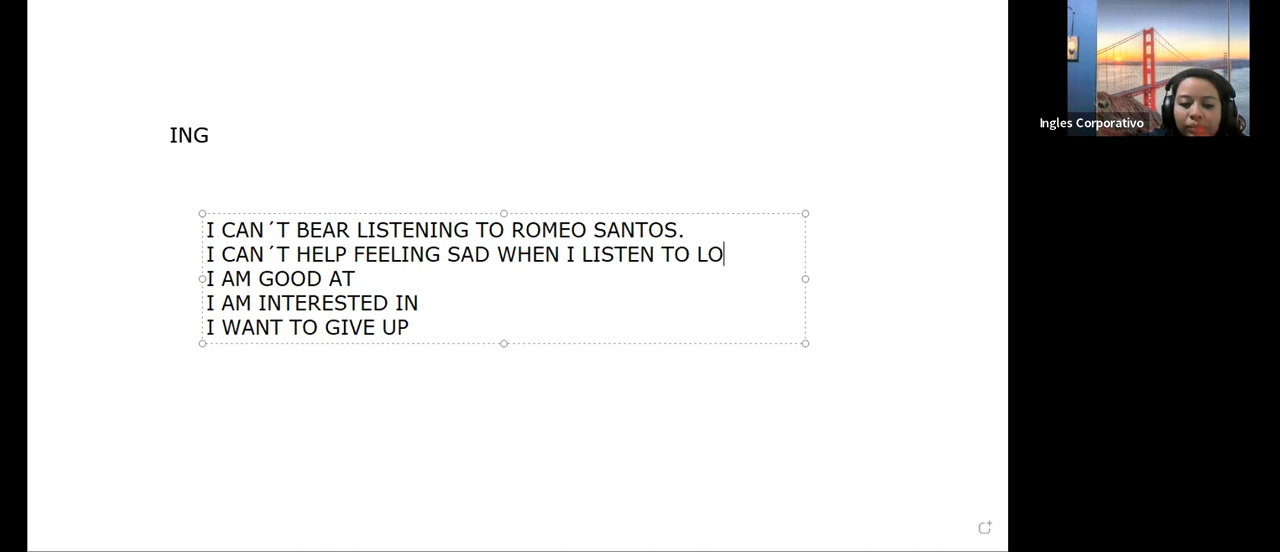 ING
I CAN´T BEAR LISTENING TO ROMEO SANTOS.
I CAN´T HELP FEELING SAD WHEN I LISTEN TO LO
I AM GOOD AT
I AM INTERESTED IN
I WANT TO GIVE UP
Ingles Corporativo